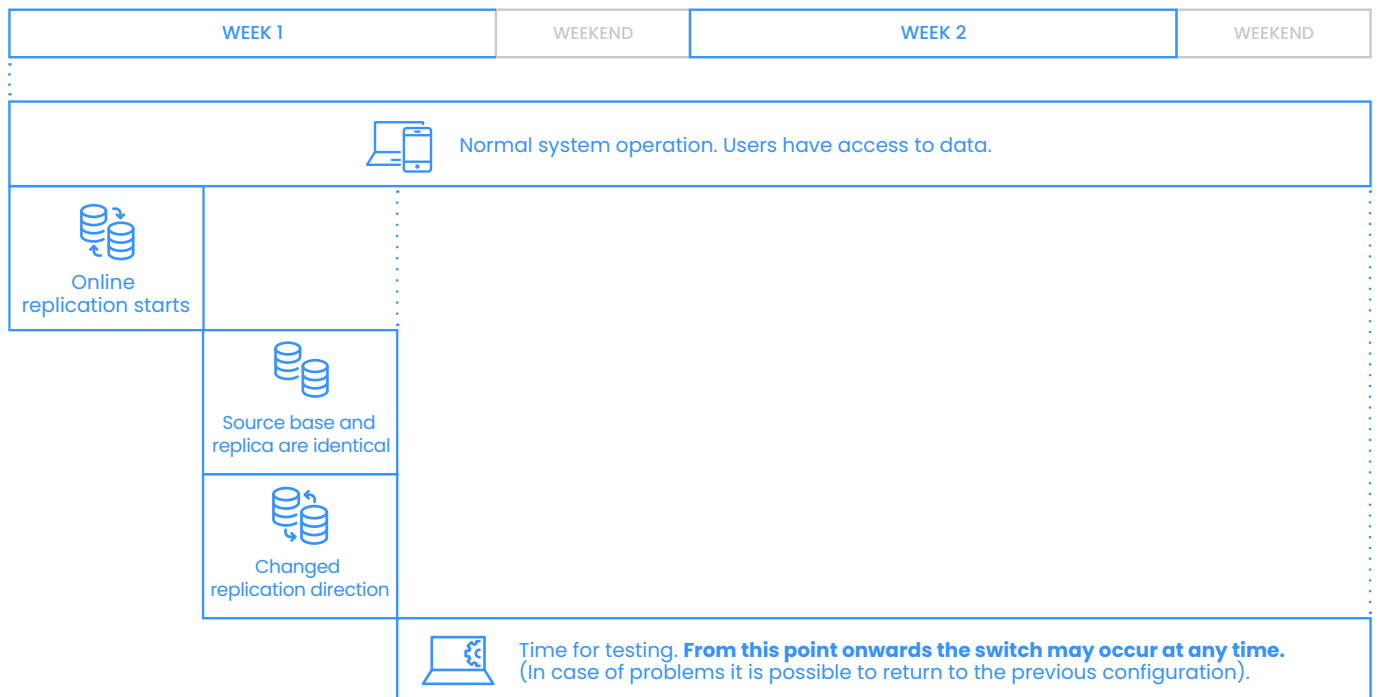 WEEK 1
WEEKEND
WEEK 2
WEEKEND
Normal system operation. Users have access to data.
Online
replication starts
Source base and
replica are identical
Changed
replication direction
Time for testing. From this point onwards the switch may occur at any time.
(In case of problems it is possible to return to the previous configuration).